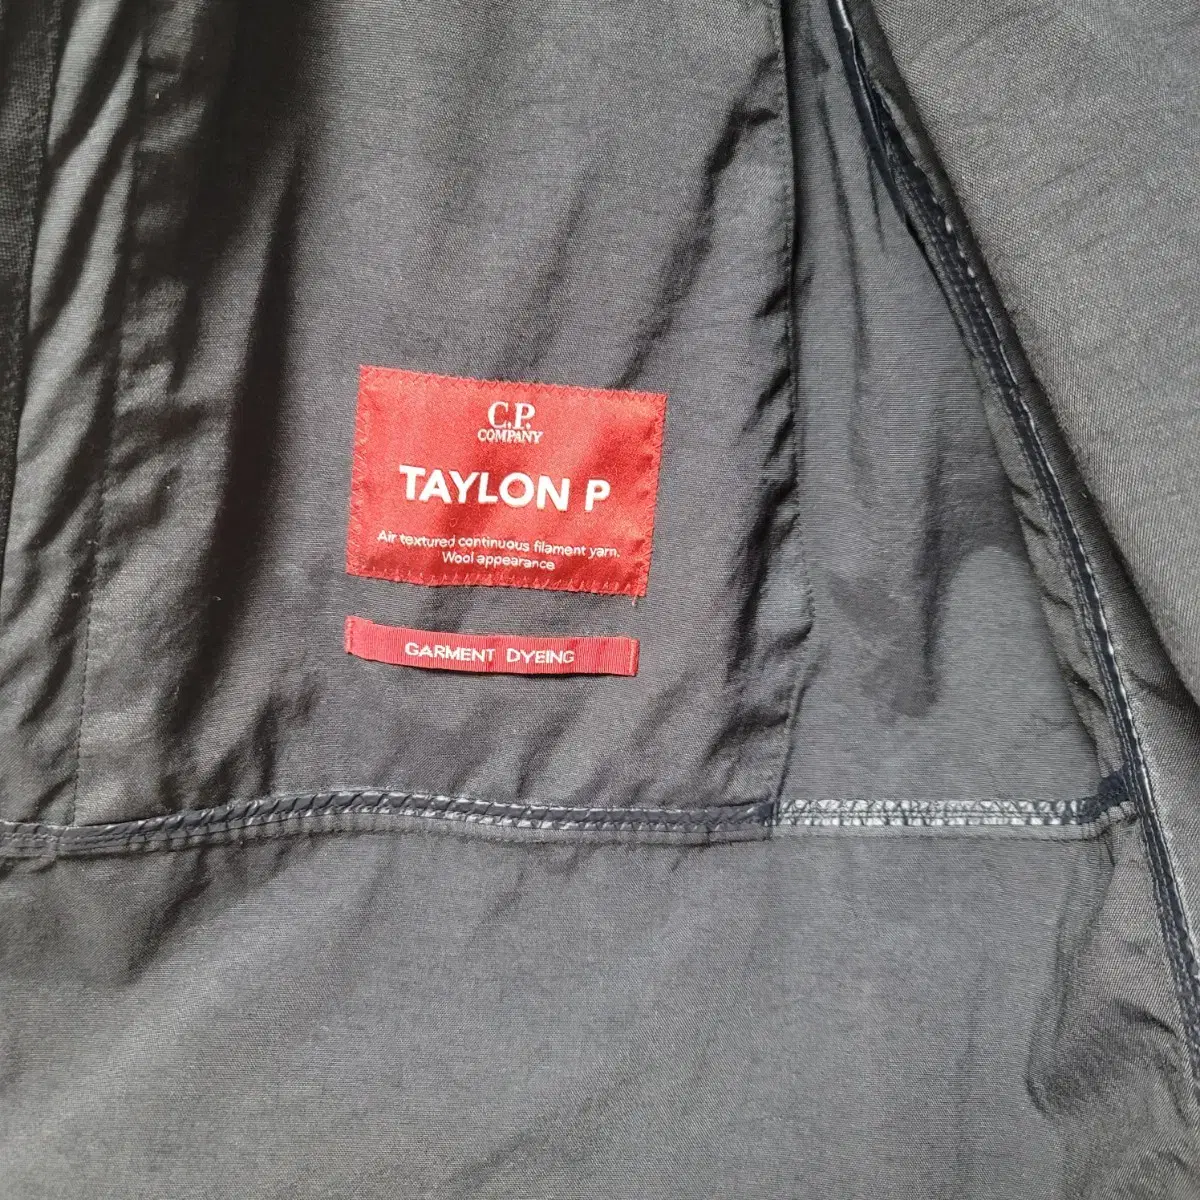 C.P.
COMPANY
TAYLON P
Air textured continuous filament yarn.
Wool appearance
GARMENT DYEING